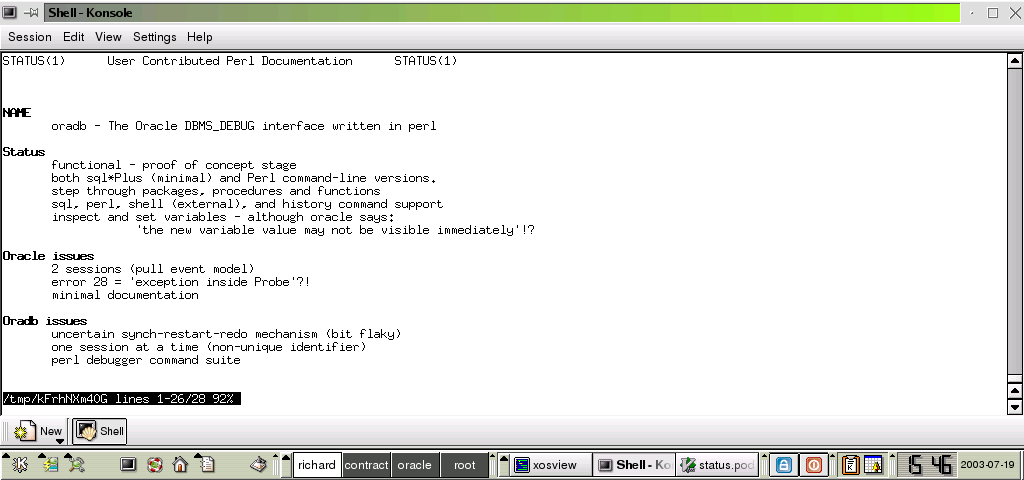 Shell - Konsole
Session Edit View Settings Help
STATUS(1) User Contributed Perl Documentation STATUS(1)
NAME
oradb - The Oracle DBMS_DEBUG interface written in perl
Status
functional - proof of concept stage
both sql*Plus (minimal) and Perl command-line versions.
step through packages, procedures and functions
sql, perl, shell (external), and history command support
inspect and set variables - although oracle says:
'the new variable value may not be visible immediately'!?
Oracle issues
2 sessions (pull event model)
error 28 = 'exception inside Probe'?!
minimal documentation
Oradb issues
uncertain synch-restart-redo mechanism (bit flaky)
one session at a time (non-unique identifier)
perl debugger command suite
/tmp/kFrhNXm4OG lines 1-26/28 92%
New Shell
richard contract oracle root xosview Shell - Ko status.pod 15 46 2003-07-19